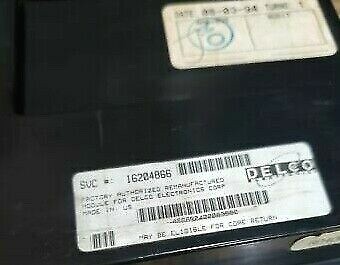 DATE 08-03-94
SVC #: 16204866
DELCO
FACTORY AUTHORIZED REMANUFACTURED
MODULE FOR DELCO ELECTRONICS CORP
MADE IN US
MAY BE ELIGIBLE FOR CORE RETURN